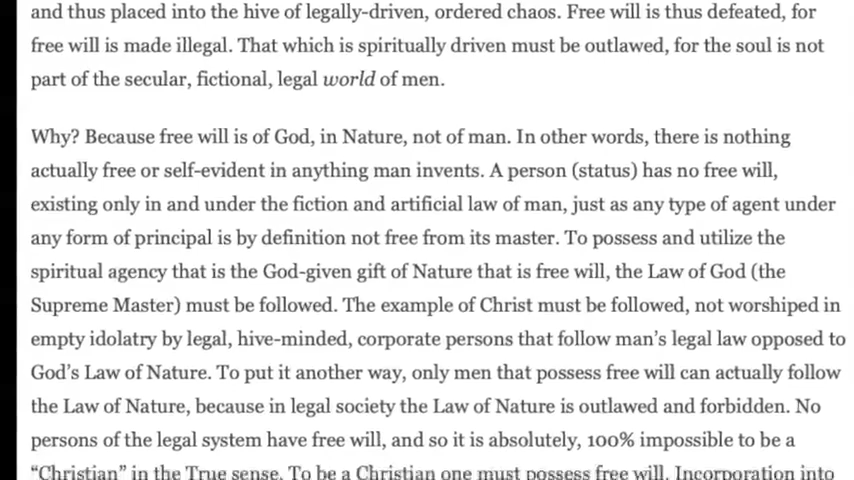 and thus placed into the hive of legally-driven, ordered chaos. Free will is thus defeated, for
free will is made illegal. That which is spiritually driven must be outlawed, for the soul is not
part of the secular, fictional, legal world of men.
Why? Because free will is of God, in Nature, not of man. In other words, there is nothing
actually free or self-evident in anything man invents. A person (status) has no free will,
existing only in and under the fiction and artificial law of man, just as any type of agent under
any form of principal is by definition not free from its master. To possess and utilize the
spiritual agency that is the God-given gift of Nature that is free will, the Law of God (the
Supreme Master) must be followed. The example of Christ must be followed, not worshiped in
empty idolatry by legal, hive-minded, corporate persons that follow man’s legal law opposed to
God’s Law of Nature. To put it another way, only men that possess free will can actually follow
the Law of Nature, because in legal society the Law of Nature is outlawed and forbidden. No
persons of the legal system have free will, and so it is absolutely, 100% impossible to be a
“Christian” in the True sense. To be a Christian one must possess free will. Incorporation into